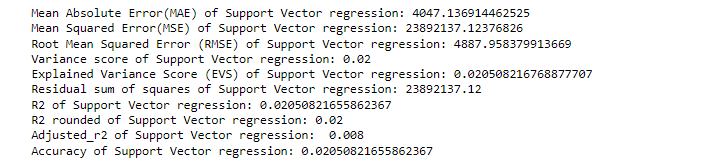 Mean Absolute Error(MAE) of Support Vector regression: 4047.136914462525
Mean Squared Error(MSE) of Support Vector regression: 23892137.12376826
Root Mean Squared Error (RMSE) of Support Vector regression: 4887.958379913669
Variance score of Support Vector regression: 0.02
Explained Variance Score (EVS) of Support Vector regression: 0.020508216768877707
Residual sum of squares of Support Vector regression: 23892137.12
R2 of Support Vector regression: 0.02050821655862367
R2 rounded of Support Vector regression: 0.02
Adjusted_r2 of Support Vector regression:  0.008
Accuracy of Support Vector regression: 0.02050821655862367